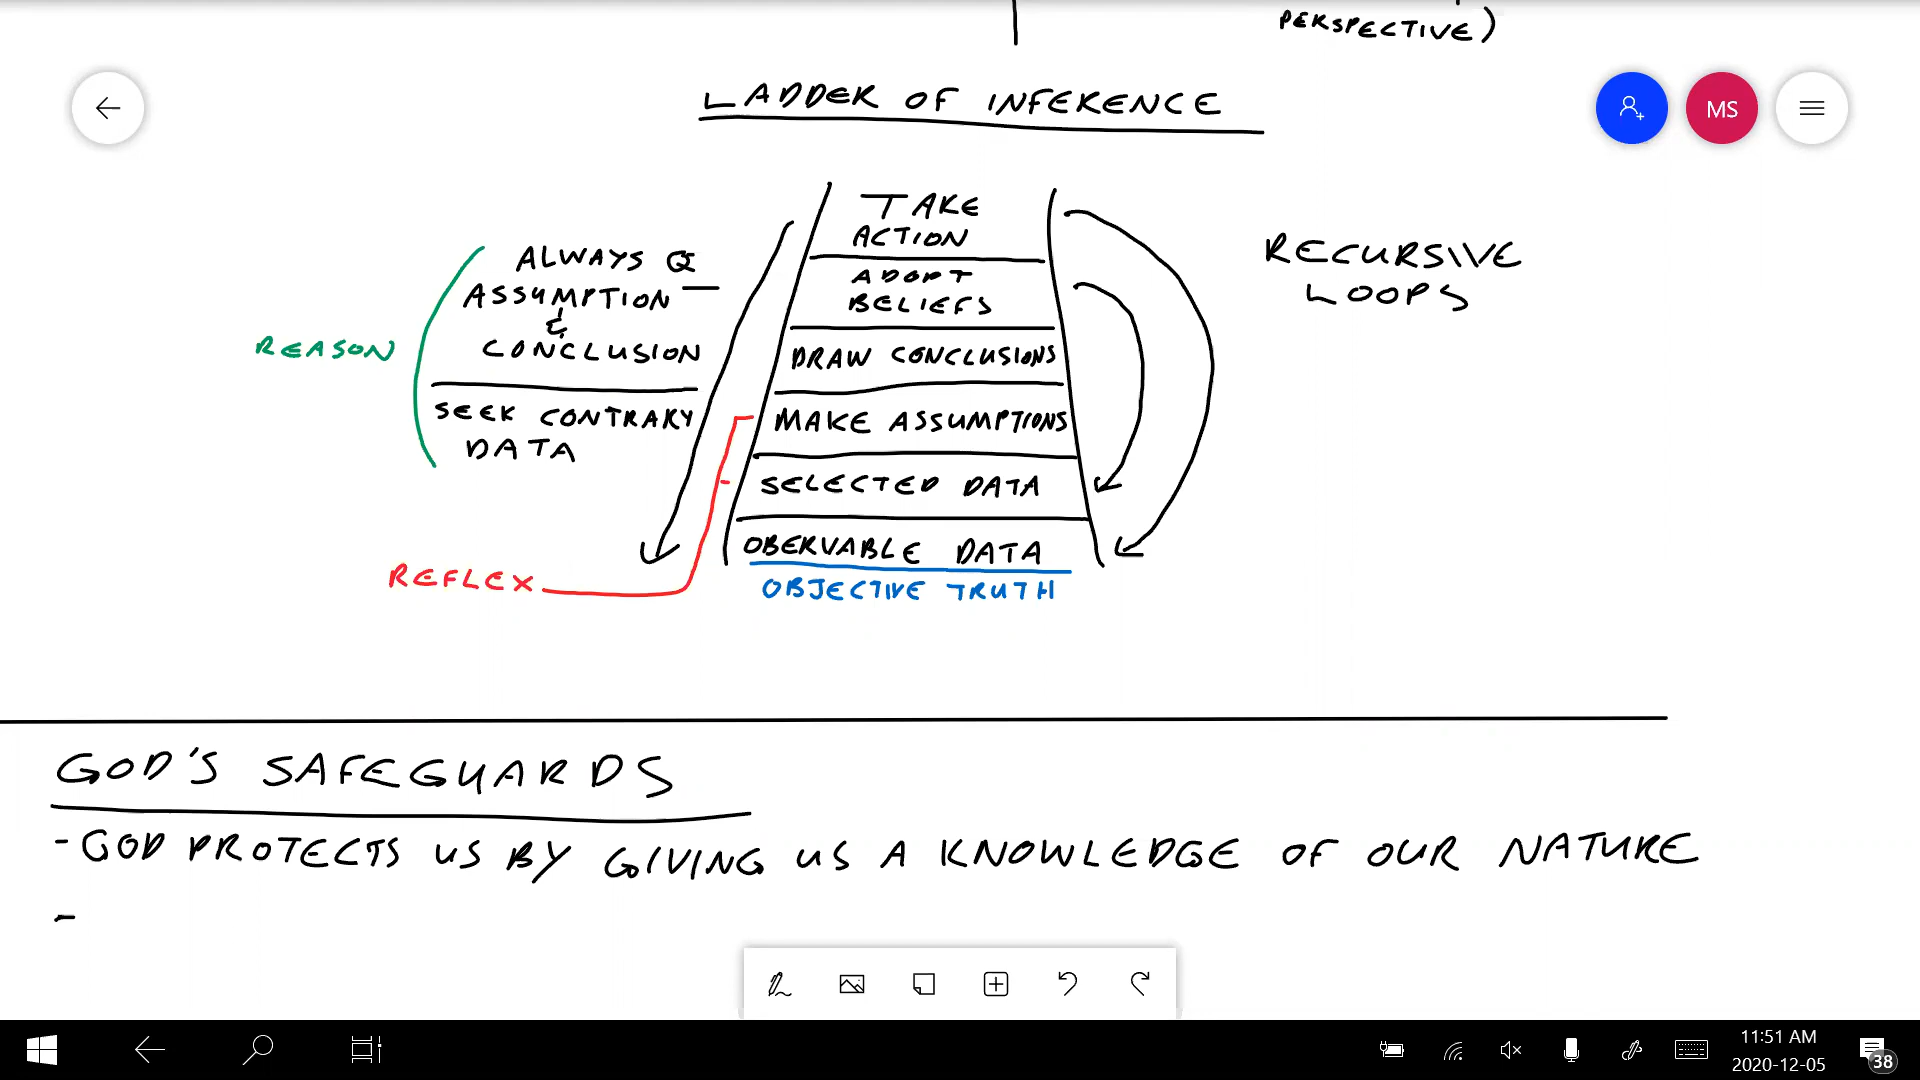 PERSPECTIVE)
LADDER OF INFERENCE
MS
TAKE
ACTION
ADOPT
BELIEFS
DRAW CONCLUSIONS
MAKE ASSUMPTIONS
SELECTED DATA
OBERVABLE DATA
OBJECTIVE TRUTH
ALWAYS Q
ASSUMPTION
&
CONCLUSION
SEEK CONTRARY
DATA
REASON
REFLEX
RECURSIVE
LOOPS
GOD'S SAFEGUARDS
- GOD PROTECTS US BY GIVING US A KNOWLEDGE OF OUR NATURE
-
11:51 AM
2020-12-05
38